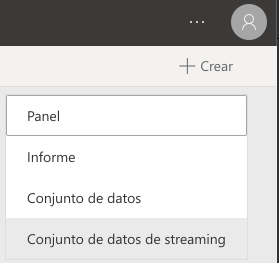 Crear
Panel
Informe
Conjunto de datos
Conjunto de datos de streaming